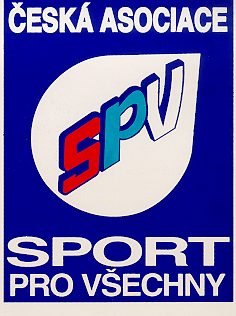 ČESKÁ ASOCIACE
SPV
SPORT
PRO VŠECHNY